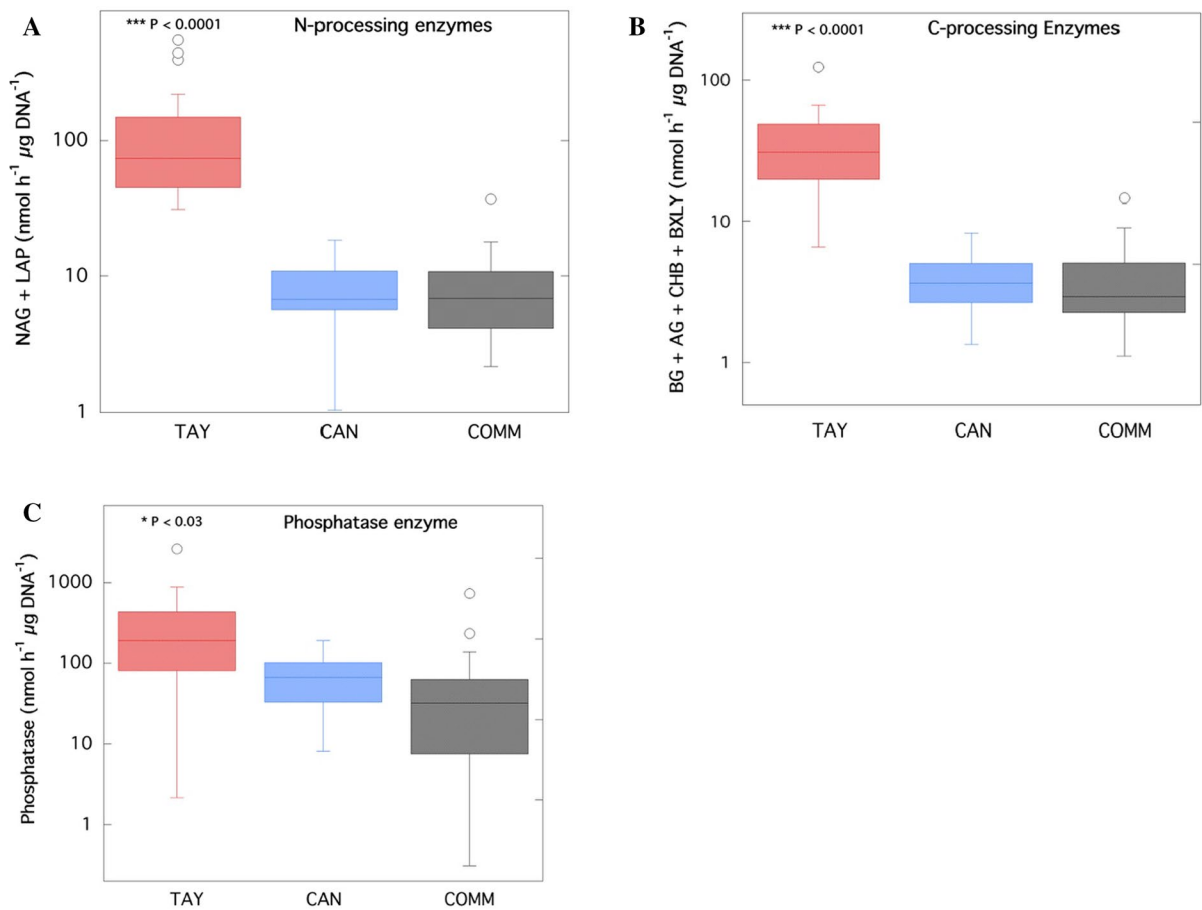 A
*** P < 0.0001
N-processing enzymes
NAG + LAP (nmol h⁻¹ µg DNA⁻¹)
100
10
1
TAY CAN COMM
B
*** P < 0.0001
C-processing Enzymes
BG + AG + CHB + BXLY (nmol h⁻¹ µg DNA⁻¹)
100
10
1
TAY CAN COMM
C
* P < 0.03
Phosphatase enzyme
Phosphatase (nmol h⁻¹ µg DNA⁻¹)
1000
100
10
1
TAY CAN COMM